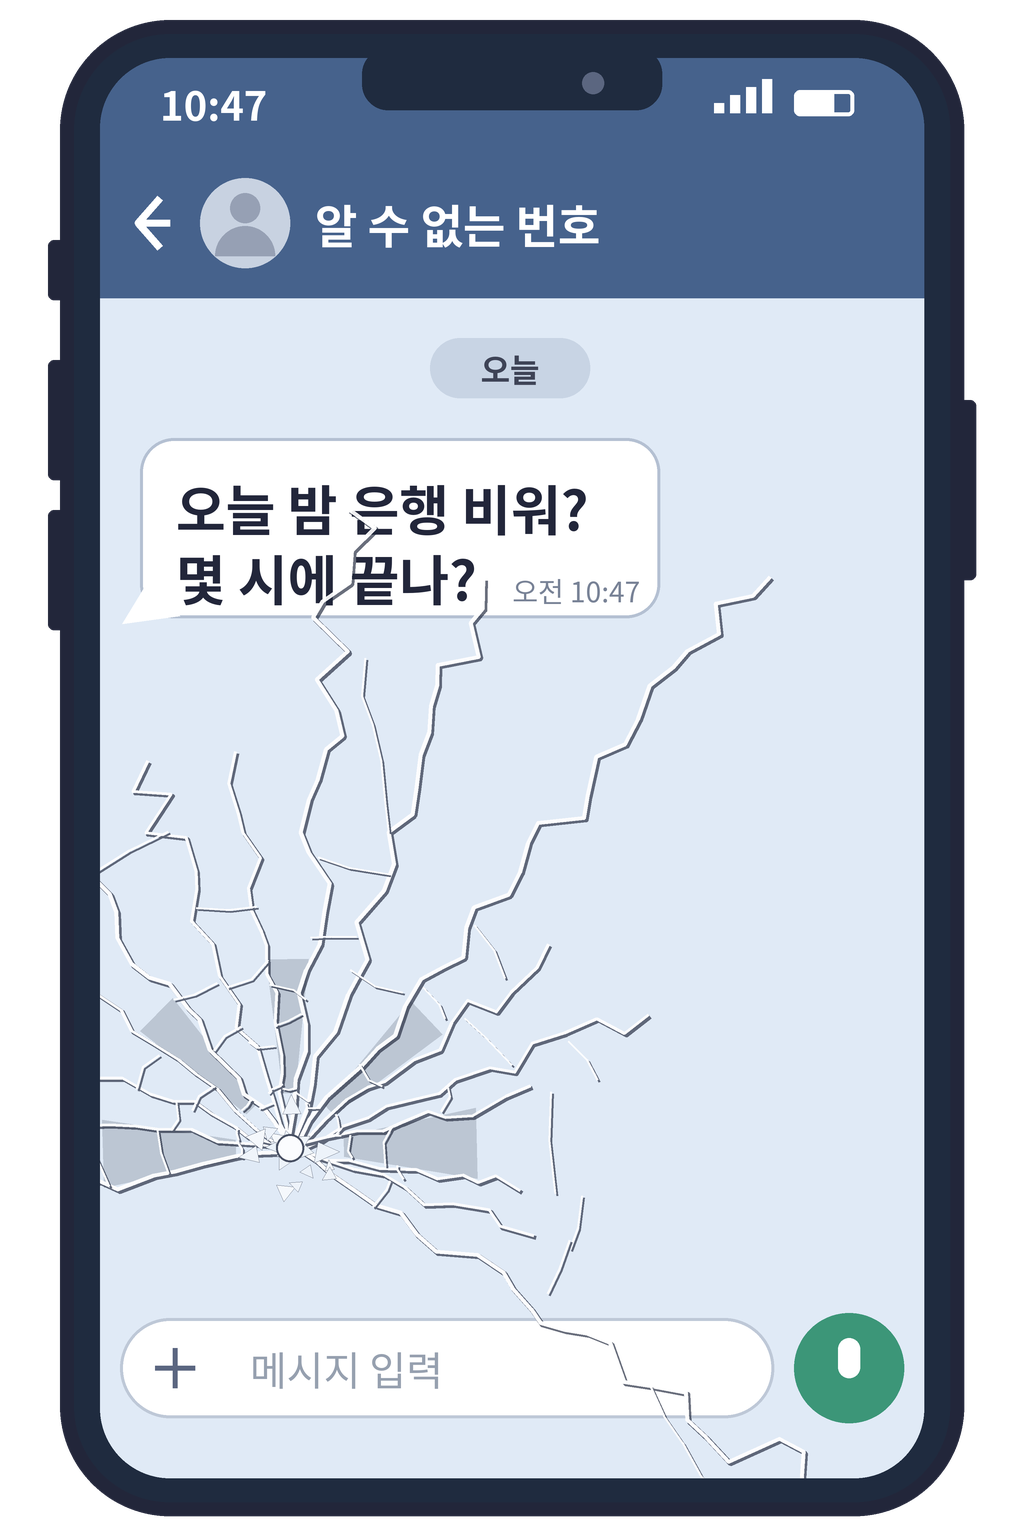 10:47
알 수 없는 번호
오늘
오늘 밤 은행 비워?
몇 시에 끝나?
오전 10:47
메시지 입력